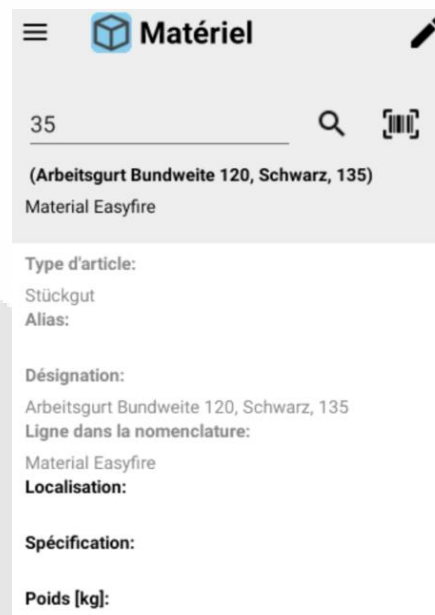 Matériel
35
(Arbeitsgurt Bundweite 120, Schwarz, 135)
Material Easyfire
Type d'article:
Stückgut
Alias:
Désignation:
Arbeitsgurt Bundweite 120, Schwarz, 135
Ligne dans la nomenclature:
Material Easyfire
Localisation:
Spécification:
Poids [kg]: